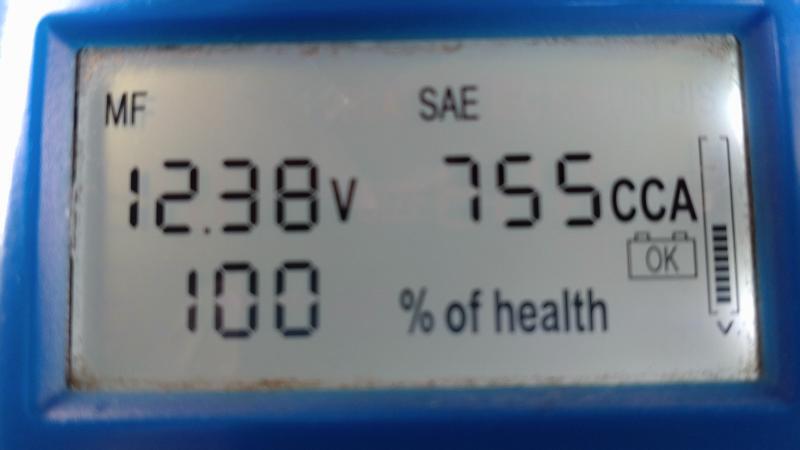 MF SAE
12.38V 755CCA
OK
100 % of health